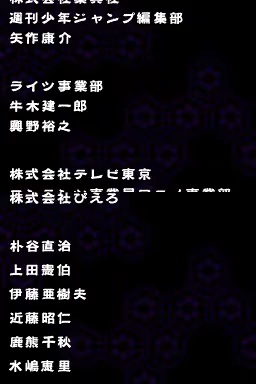 週刊少年ジャンプ編集部
矢作康介
ライツ事業部
牛木建一郎
興野裕之
株式会社テレビ東京
株式会社ぴえろ
朴谷直治
上田憲伯
伊藤亜樹夫
近藤昭仁
鹿熊千秋
水嶋恵里